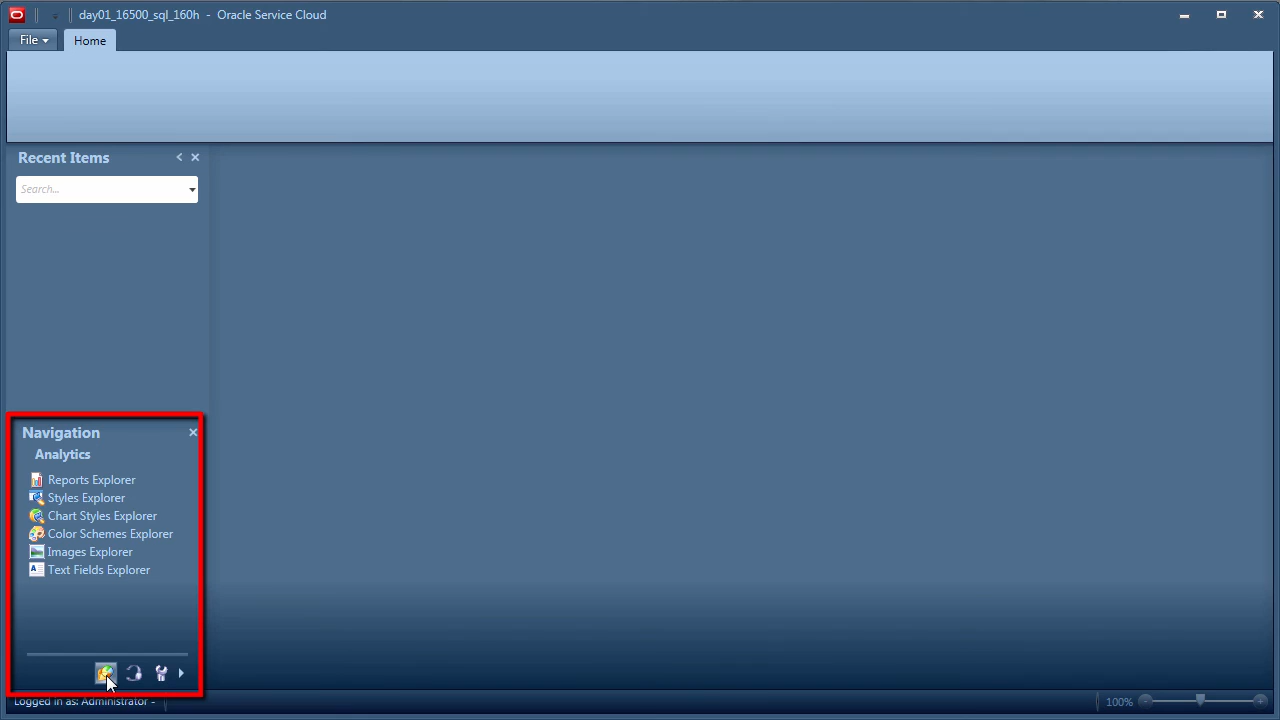 day01_16500_sql_160h - Oracle Service Cloud
File
Home
Recent Items
Search...
Navigation
Analytics
Reports Explorer
Styles Explorer
Chart Styles Explorer
Color Schemes Explorer
Images Explorer
Text Fields Explorer
Logged in as: Administrator -
100%